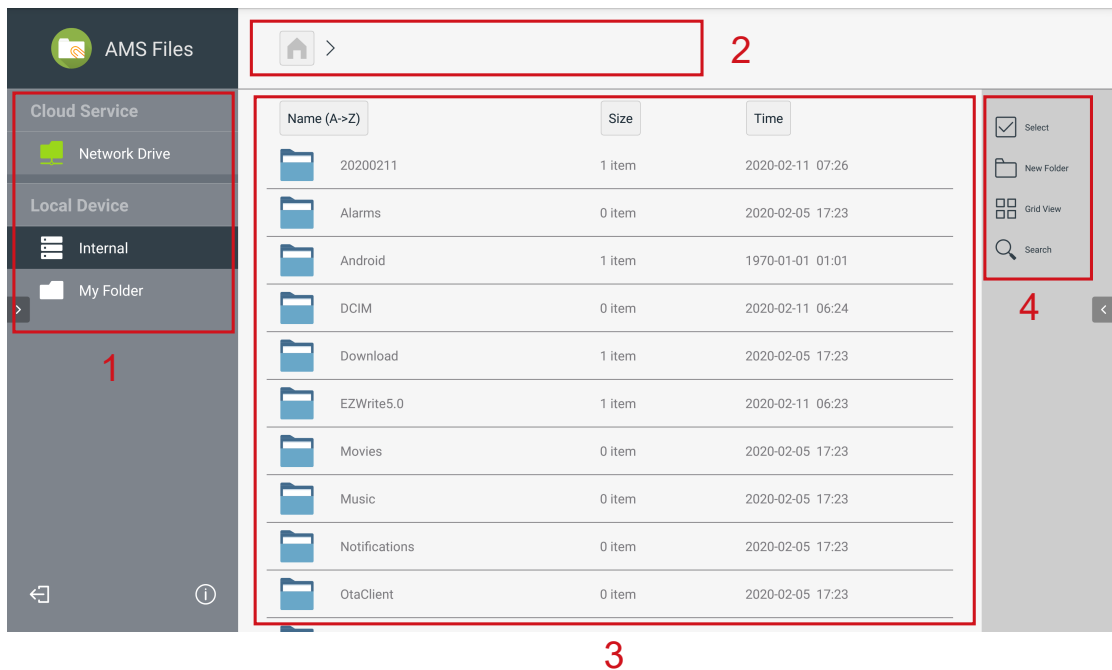 AMS Files
2
Cloud Service
Network Drive
Local Device
Internal
My Folder
1
Name (A->Z) Size Time
20200211 1 item 2020-02-11 07:26
Alarms 0 item 2020-02-05 17:23
Android 1 item 1970-01-01 01:01
DCIM 0 item 2020-02-11 06:24
Download 1 item 2020-02-05 17:23
EZWrite5.0 1 item 2020-02-11 06:23
Movies 0 item 2020-02-05 17:23
Music 0 item 2020-02-05 17:23
Notifications 0 item 2020-02-05 17:23
OtaClient 0 item 2020-02-05 17:23
3
Select
New Folder
Grid View
Search
4